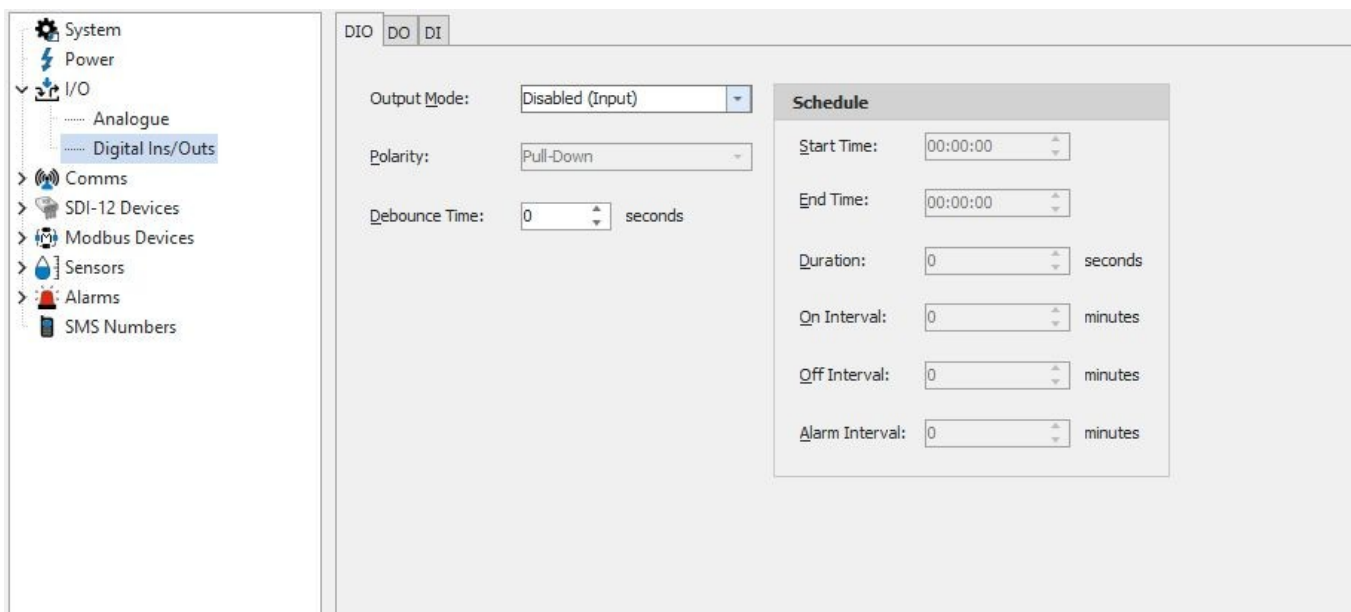 System
Power
I/O
Analogue
Digital Ins/Outs
Comms
SDI-12 Devices
Modbus Devices
Sensors
Alarms
SMS Numbers
DIO DO DI
Output Mode: Disabled (Input)
Polarity: Pull-Down
Debounce Time: 0 seconds
Schedule
Start Time: 00:00:00
End Time: 00:00:00
Duration: 0 seconds
On Interval: 0 minutes
Off Interval: 0 minutes
Alarm Interval: 0 minutes